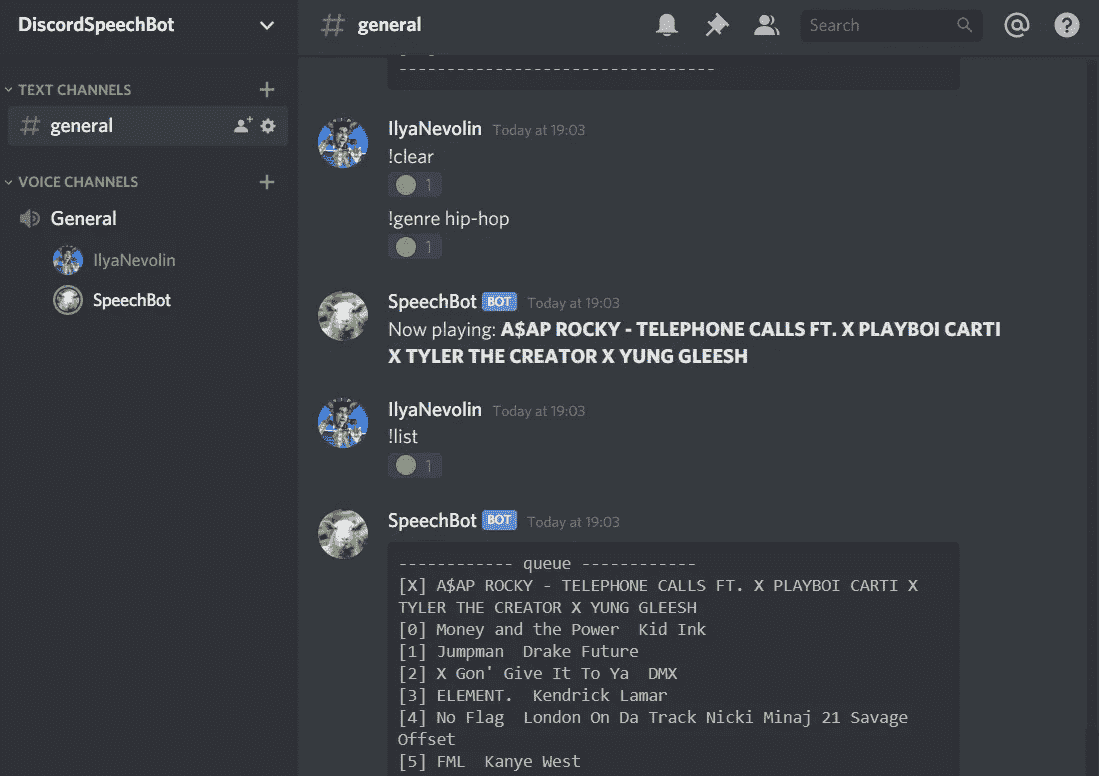 DiscordSpeechBot
# general
Search
@
?
TEXT CHANNELS
# general
VOICE CHANNELS
General
IlyaNevolin
SpeechBot
---------------------------------
IlyaNevolin Today at 19:03
!clear
1
!genre hip-hop
1
SpeechBot BOT Today at 19:03
Now playing: A$AP ROCKY - TELEPHONE CALLS FT. X PLAYBOI CARTI
X TYLER THE CREATOR X YUNG GLEESH
IlyaNevolin Today at 19:03
!list
1
SpeechBot BOT Today at 19:03
------------ queue ------------
[X] A$AP ROCKY - TELEPHONE CALLS FT. X PLAYBOI CARTI X
TYLER THE CREATOR X YUNG GLEESH
[0] Money and the Power  Kid Ink
[1] Jumpman  Drake Future
[2] X Gon' Give It To Ya  DMX
[3] ELEMENT.  Kendrick Lamar
[4] No Flag  London On Da Track Nicki Minaj 21 Savage
Offset
[5] FML  Kanye West